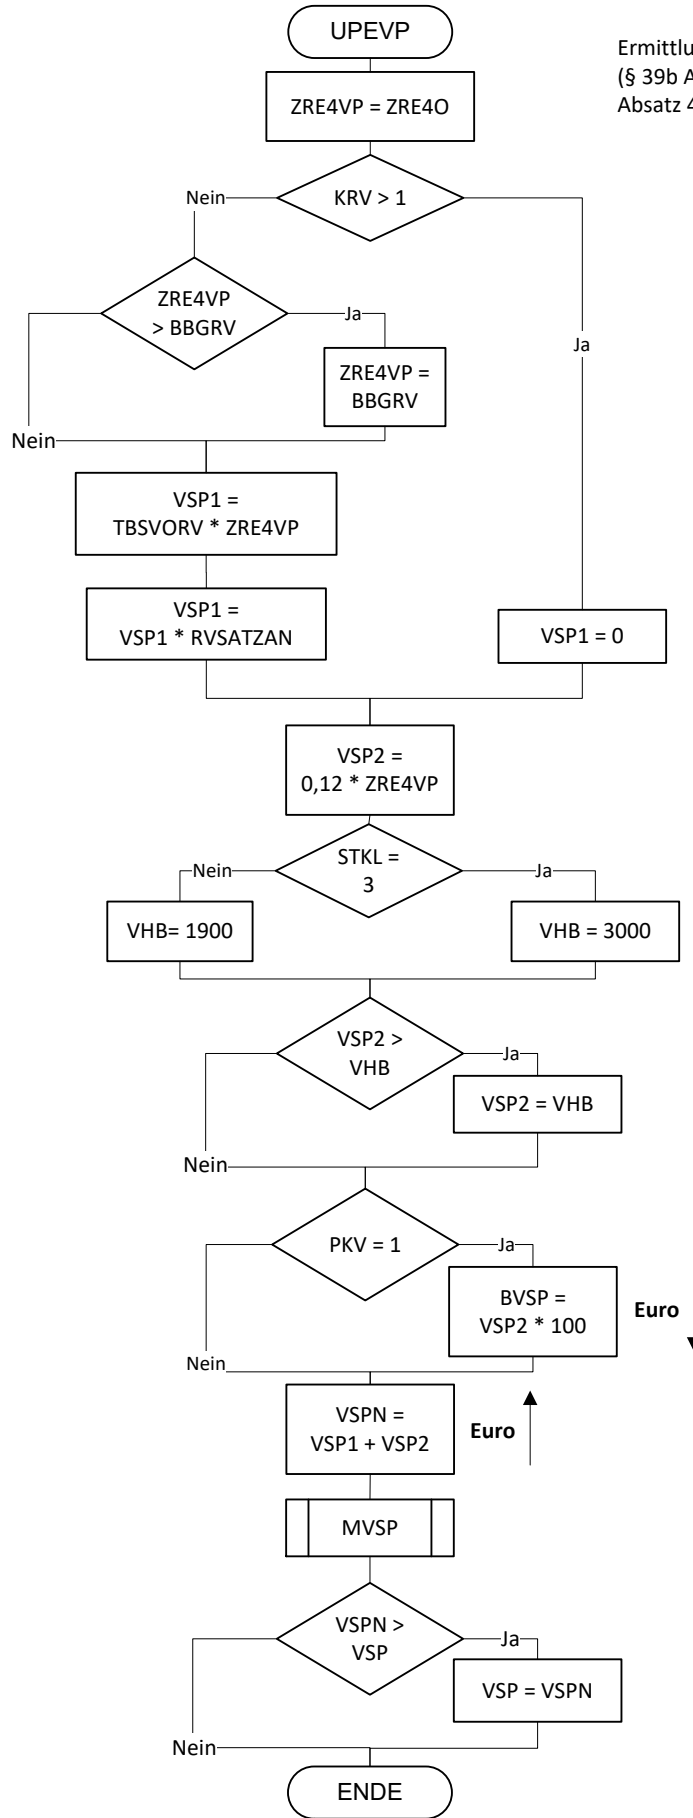 UPEVP
Ermittlu
(§ 39b A
Absatz 4
ZRE4VP = ZRE4O
KRV > 1
Nein
Ja
ZRE4VP
> BBGRV
Ja
ZRE4VP =
BBGRV
Nein
VSP1 =
TBSVORV * ZRE4VP
VSP1 =
VSP1 * RVSATZAN
VSP1 = 0
VSP2 =
0,12 * ZRE4VP
STKL =
3
Nein
Ja
VHB= 1900
VHB = 3000
VSP2 >
VHB
Ja
VSP2 = VHB
Nein
PKV = 1
Ja
BVSP =
VSP2 * 100
Euro
Nein
VSPN =
VSP1 + VSP2
Euro
MVSP
VSPN >
VSP
Ja
VSP = VSPN
Nein
ENDE